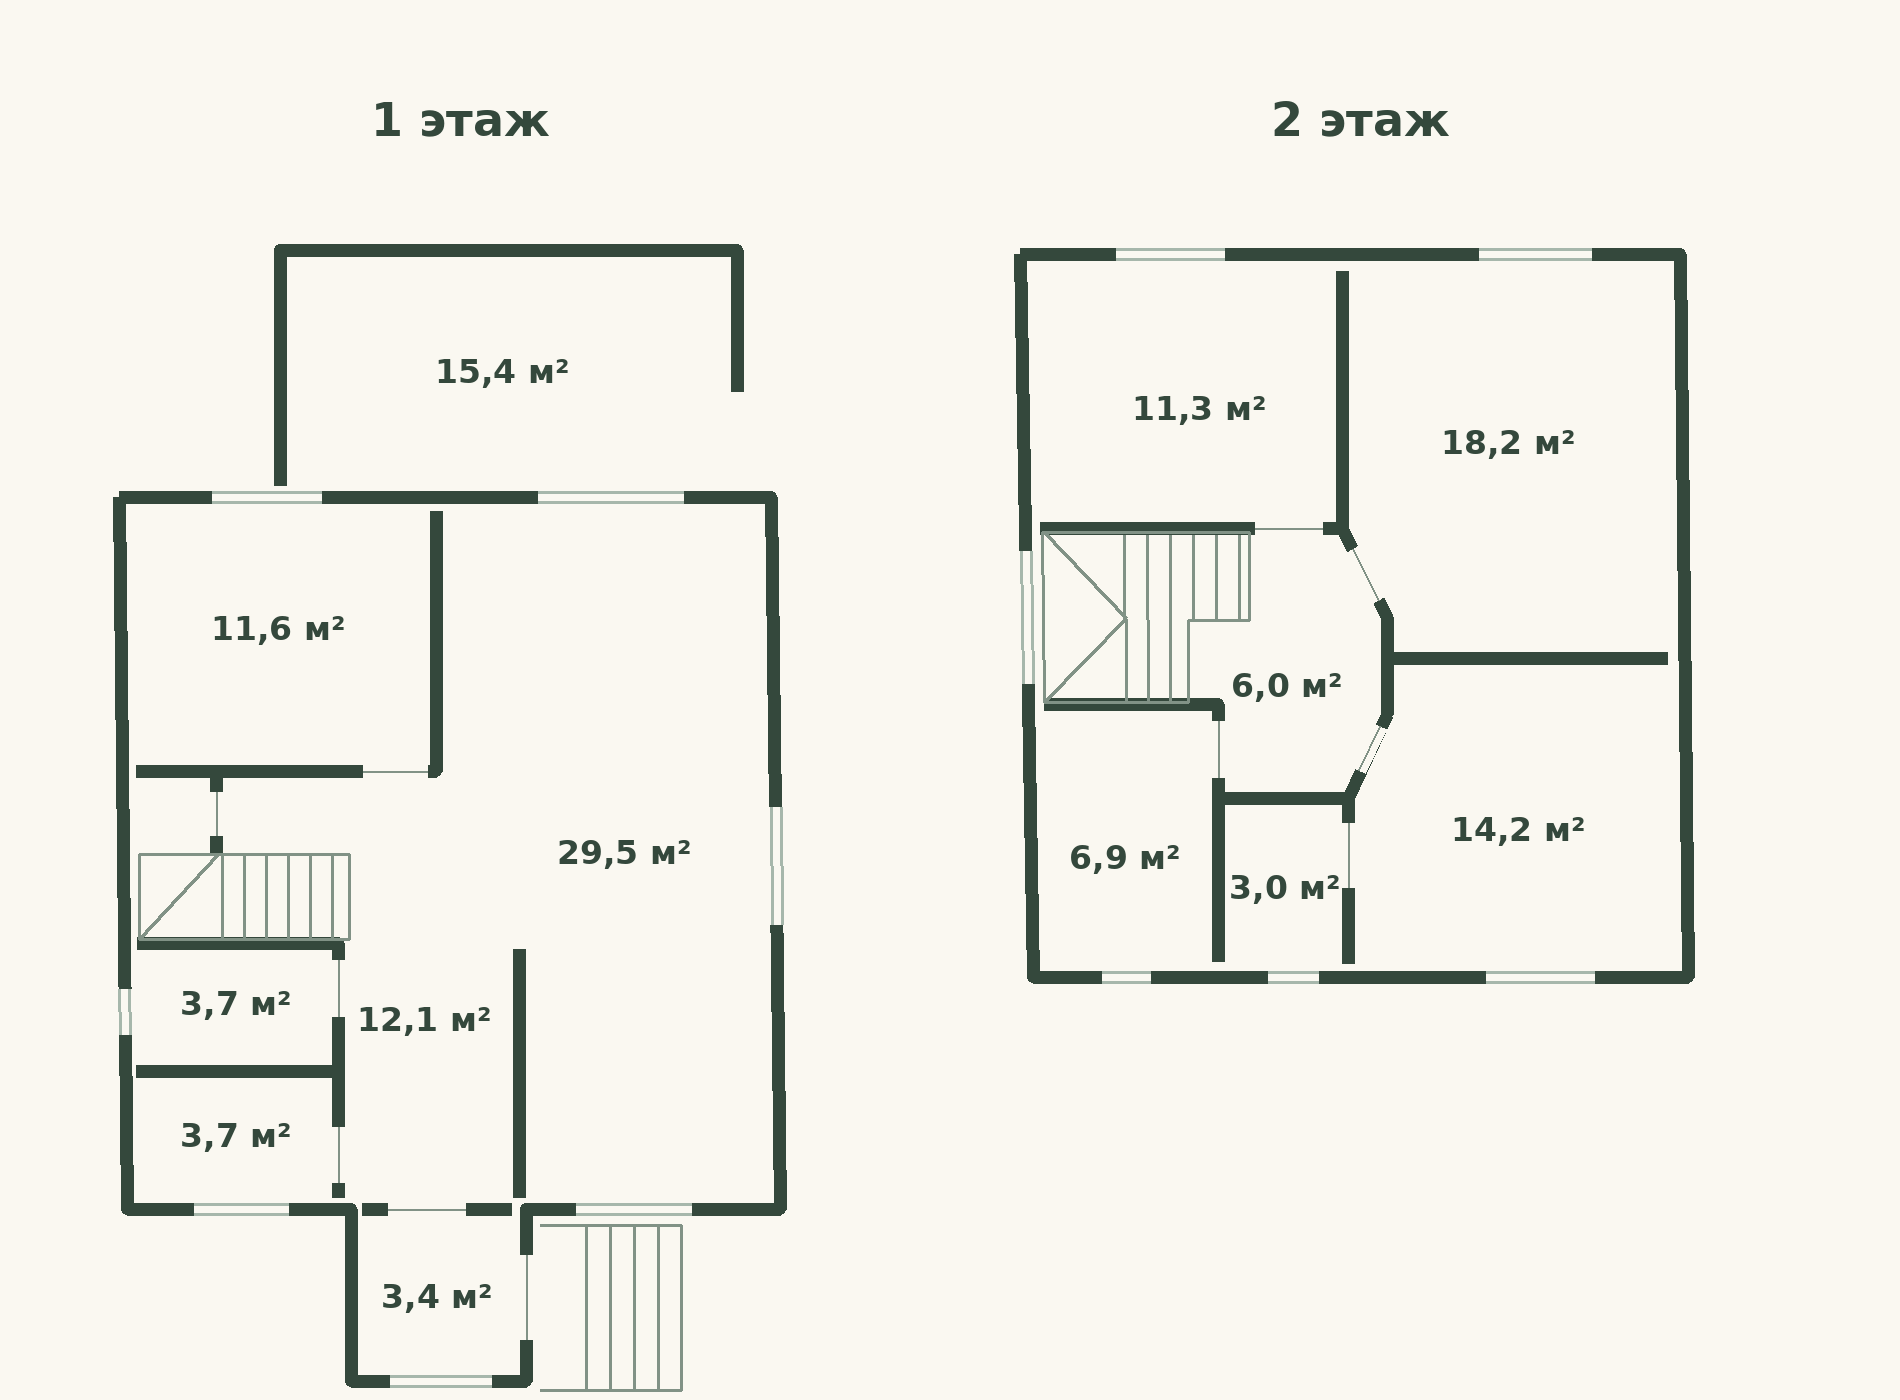 1 этаж
15,4 м²
11,6 м²
29,5 м²
3,7 м²
12,1 м²
3,7 м²
3,4 м²
2 этаж
11,3 м²
18,2 м²
6,0 м²
14,2 м²
6,9 м²
3,0 м²